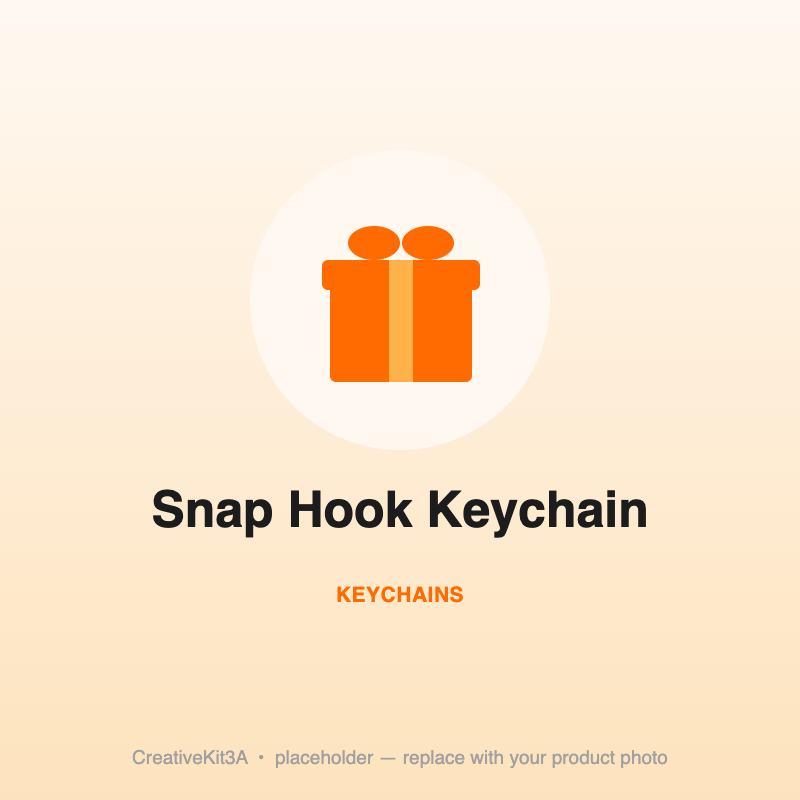 Snap Hook Keychain
KEYCHAINS
CreativeKit3A • placeholder — replace with your product photo